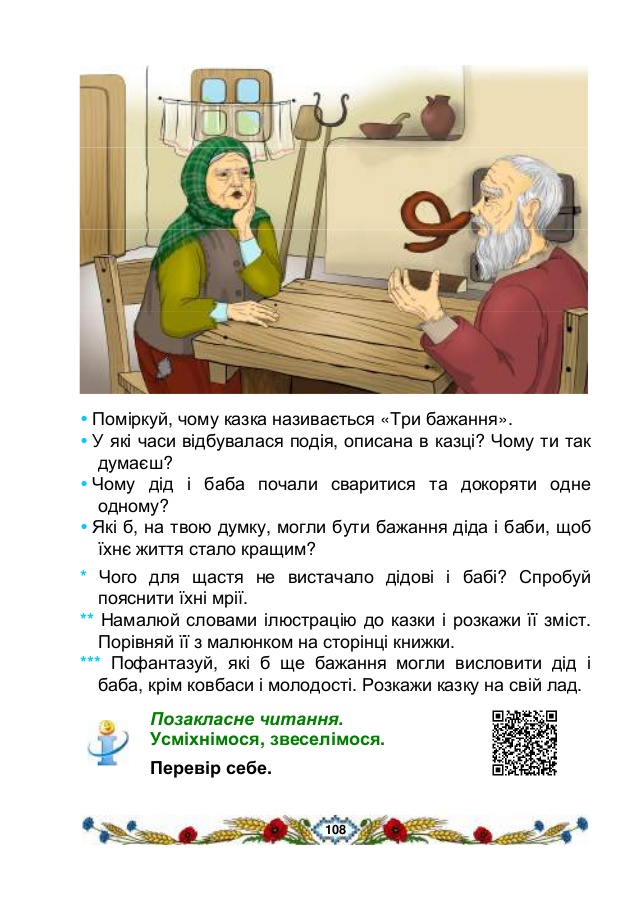 • Поміркуй, чому казка називається «Три бажання».
• У які часи відбувалася подія, описана в казці? Чому ти так
думаєш?
• Чому дід і баба почали сваритися та докоряти одне
одному?
• Які б, на твою думку, могли бути бажання діда і баби, щоб
їхнє життя стало кращим?
* Чого для щастя не вистачало дідові і бабі? Спробуй
пояснити їхні мрії.
** Намалюй словами ілюстрацію до казки і розкажи її зміст.
Порівняй її з малюнком на сторінці книжки.
*** Пофантазуй, які б ще бажання могли висловити дід і
баба, крім ковбаси і молодості. Розкажи казку на свій лад.
Позакласне читання.
Усміхнімося, звеселімося.
Перевір себе.
108